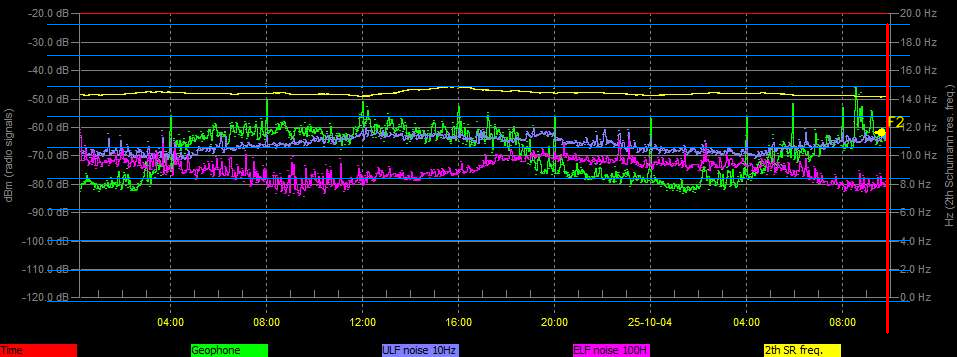 -20.0 dB 20.0 Hz
-30.0 dB 18.0 Hz
-40.0 dB 16.0 Hz
-50.0 dB 14.0 Hz
F2
-60.0 dB 12.0 Hz
-70.0 dB 10.0 Hz
-80.0 dB 8.0 Hz
-90.0 dB 6.0 Hz
-100.0 dB 4.0 Hz
-110.0 dB 2.0 Hz
-120.0 dB 0.0 Hz
dBm (radio signals)
Hz (2th Schumann res. freq.)
04:00 08:00 12:00 16:00 20:00 25-10-04 04:00 08:00
Time Geophone ULF noise 10Hz ELF noise 100H 2th SR freq.